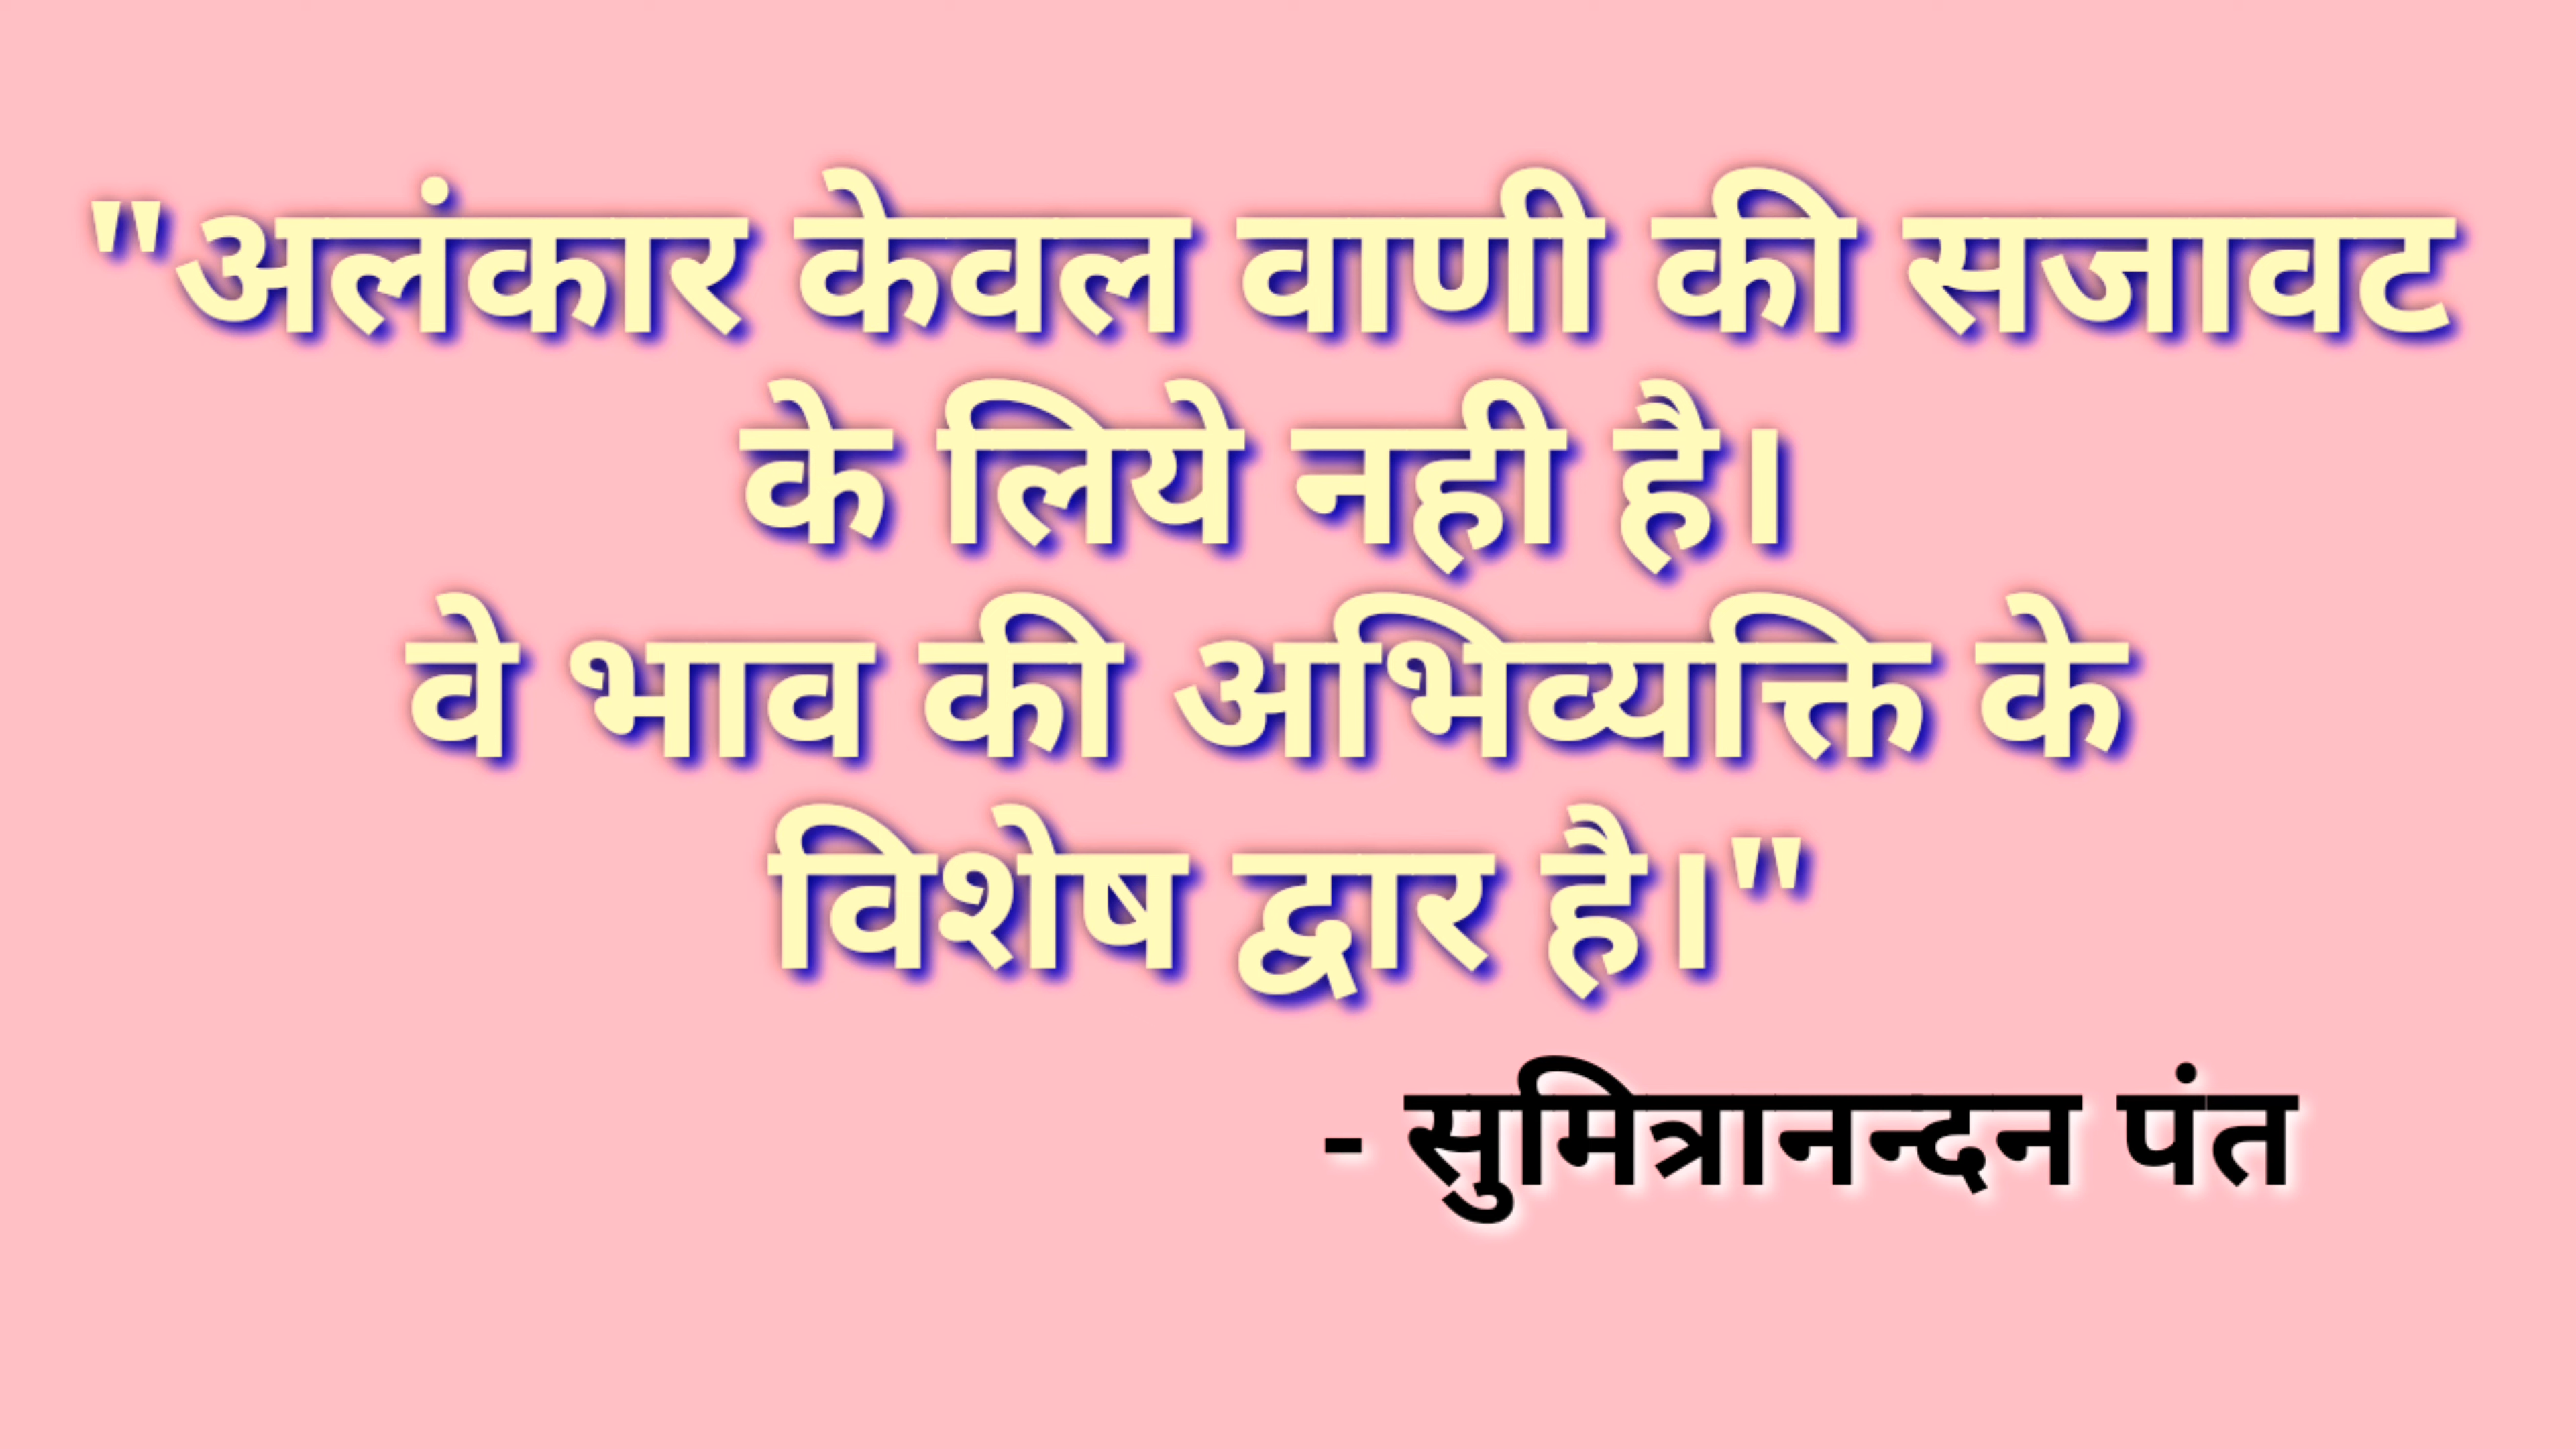 "अलंकार केवल वाणी की सजावट
के लिये नही है।
वे भाव की अभिव्यक्ति के
विशेष द्वार है।"
- सुमित्रानन्दन पंत